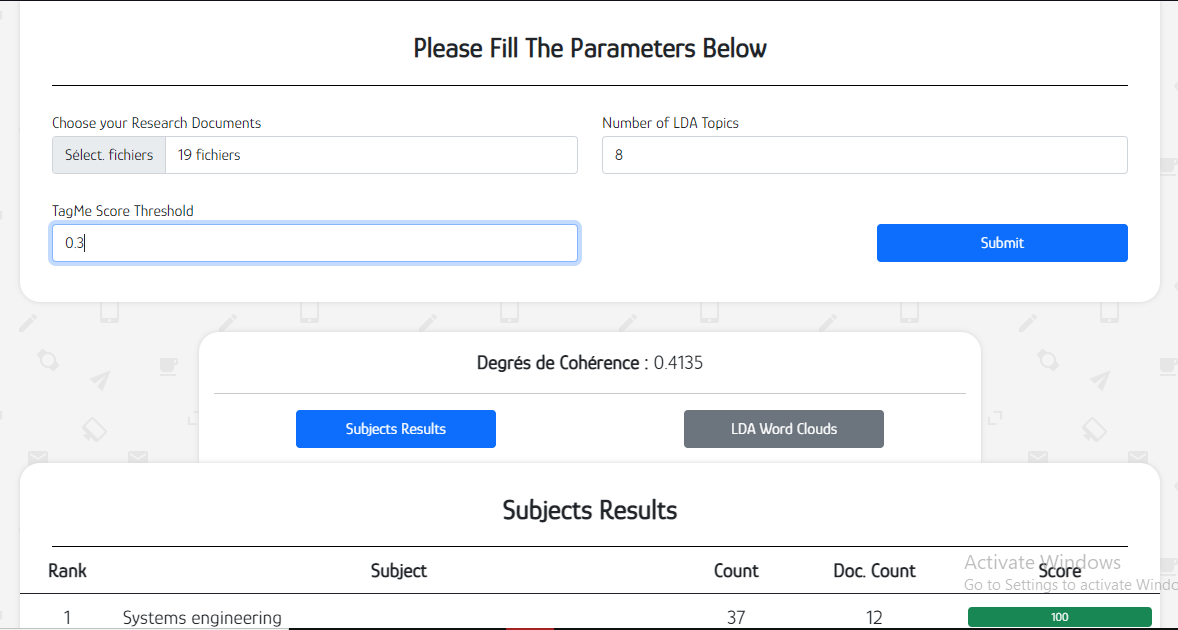 Please Fill The Parameters Below
Choose your Research Documents
Number of LDA Topics
Sélect. fichiers 19 fichiers
8
TagMe Score Threshold
0.3
Submit
Degrés de Cohérence : 0.4135
Subjects Results LDA Word Clouds
Subjects Results
Activate Windows
Rank Subject Count Doc. Count Score
Go to Settings to activate Windo
1 Systems engineering 37 12 100